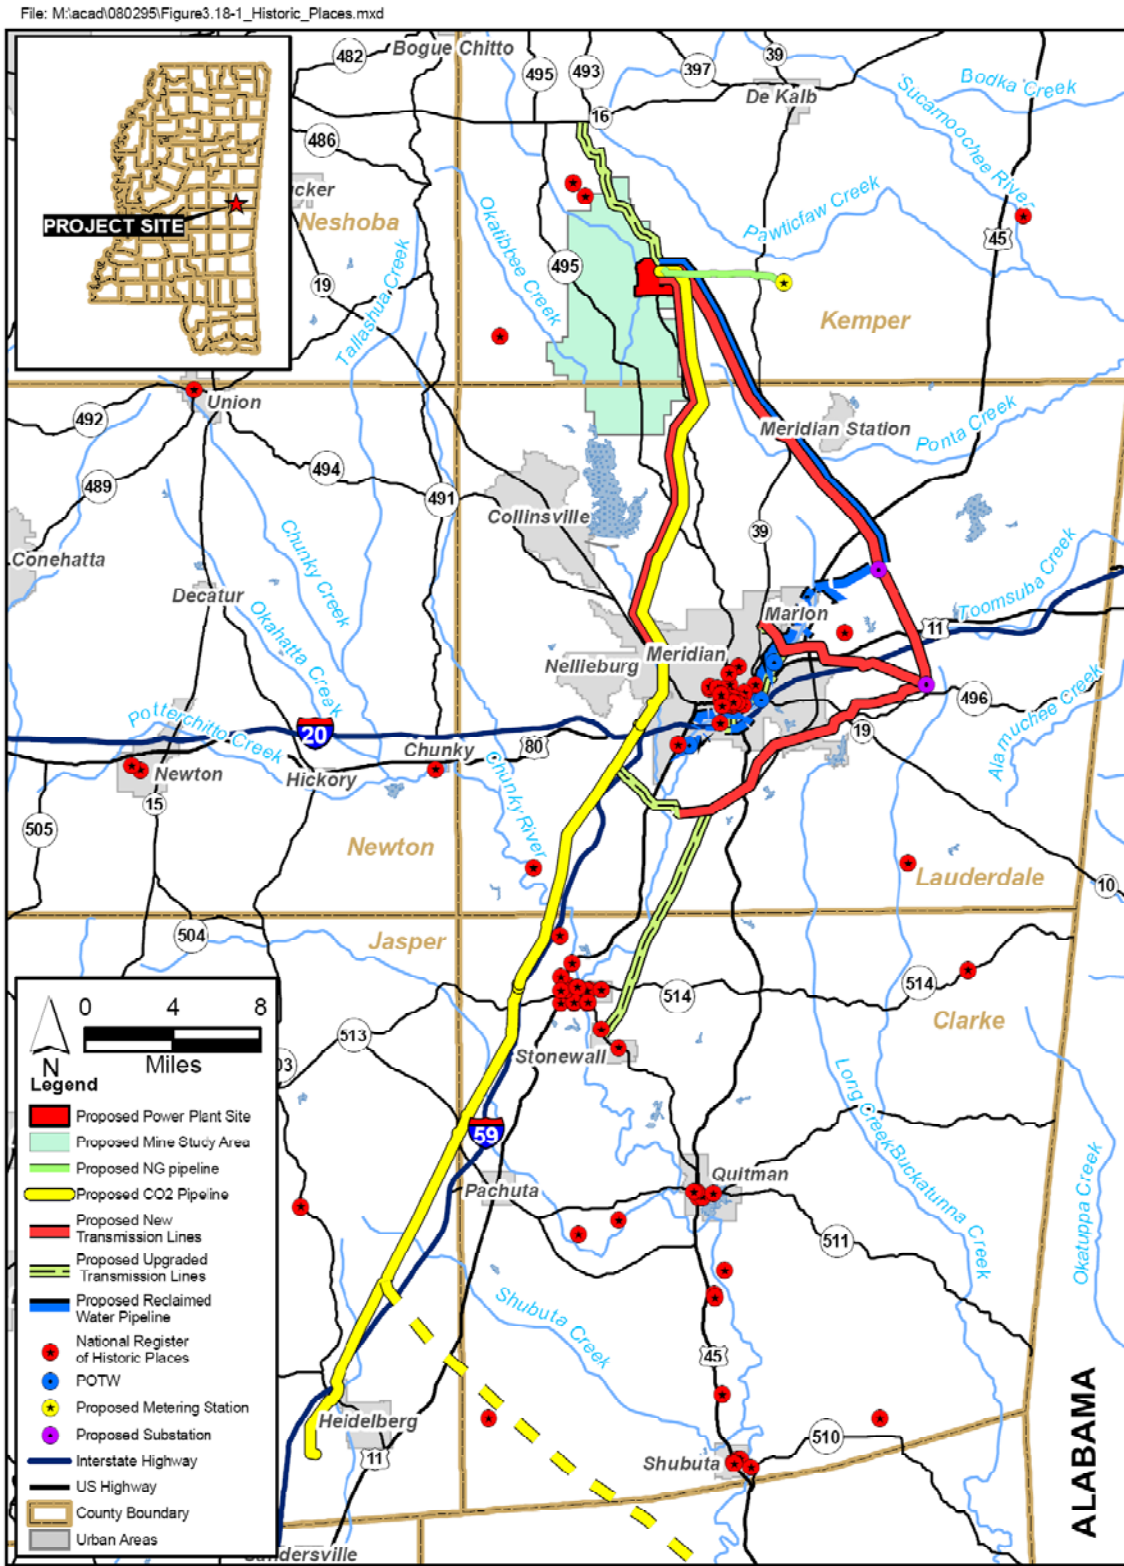 File: M:\acad\080295\Figure3.18-1_Historic_Places.mxd
Bogue Chitto
482
495
493
397
39
De Kalb
Bodka Creek
Sucarnoochee River
16
486
PROJECT SITE
Neshoba
Okatibbee Creek
Pawticfaw Creek
45
495
19
Tallashua Creek
Kemper
Union
492
Meridian Station
Ponta Creek
494
489
491
Collinsville
39
Conehatta
Chunky Creek
Decatur
Okahatta Creek
Marion
11
Toomsuba Creek
Nellieburg
Meridian
496
Alamuchee Creek
Potterchitto Creek
20
19
Chunky
80
Newton
Hickory
Chunky River
15
505
Newton
Lauderdale
10
504
Jasper
514
514
Clarke
513
Stonewall
0 4 8
Miles
N
Legend
Proposed Power Plant Site
Proposed Mine Study Area
Proposed NG pipeline
Proposed CO2 Pipeline
Proposed New
Transmission Lines
Proposed Upgraded
Transmission Lines
Proposed Reclaimed
Water Pipeline
National Register
of Historic Places
POTW
Proposed Metering Station
Proposed Substation
Interstate Highway
US Highway
County Boundary
Urban Areas
59
Long Creek
Buckatunna Creek
Okatuppa Creek
Quitman
Pachuta
511
Shubuta Creek
45
Heidelberg
11
Shubuta
510
ALABAMA